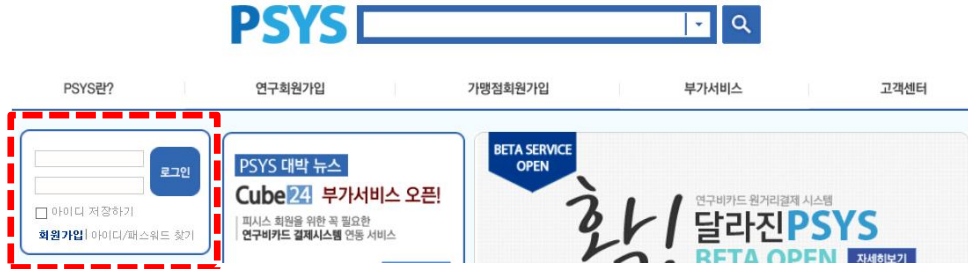 PSYS
PSYS란?
연구회원가입
가맹점회원가입
부가서비스
고객센터
로그인
아이디 저장하기
회원가입| 아이디/패스워드 찾기
PSYS 대박 뉴스
Cube24 부가서비스 오픈!
피시스 회원을 위한 꼭 필요한
연구비카드 결제시스템 연동 서비스
BETA SERVICE
OPEN
확!
연구비카드 원거리결제 시스템
달라진PSYS
BETA OPEN 자세히보기